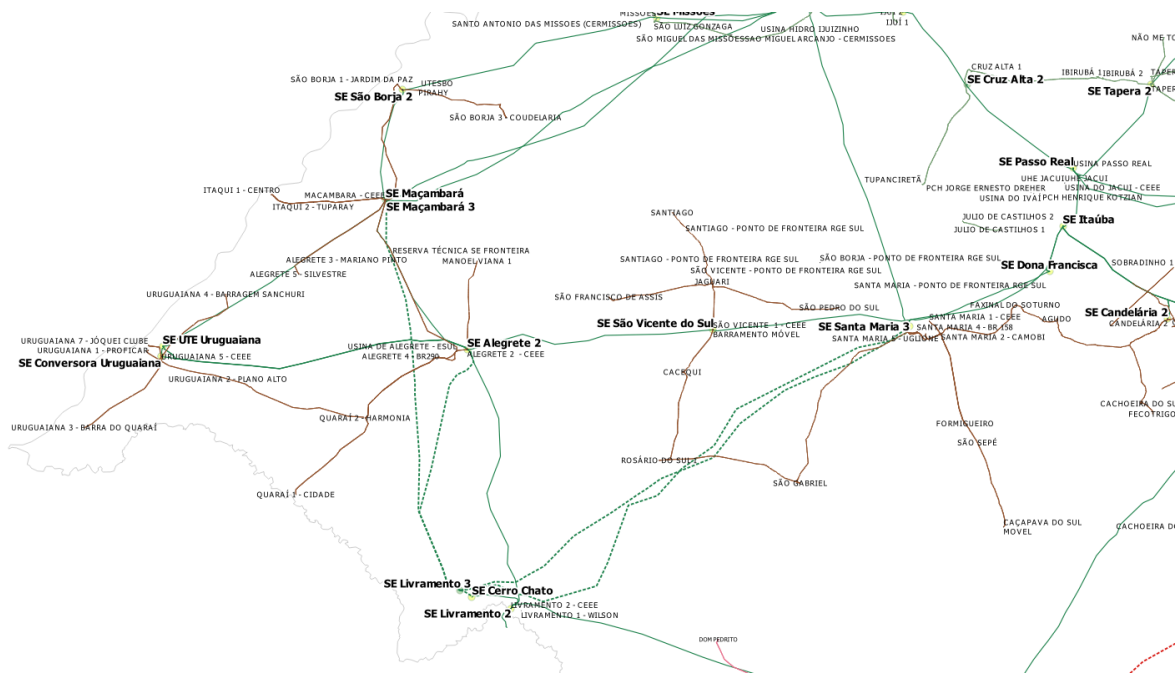 MISSÕES
SE Missões
SANTO ANTONIO DAS MISSOES (CERMISSOES)
SÃO LUIZ GONZAGA
USINA HIDRO IJUIZINHO
IJUÍ 1
SÃO MIGUEL DAS MISSOES
SAO MIGUEL ARCANJO - CERMISSOES
NÃO ME TO
CRUZ ALTA 1
SE Cruz Alta 2
IBIRUBÁ 1
IBIRUBÁ 2
TAPER
SE Tapera 2
TAPER
SÃO BORJA 1 - JARDIM DA PAZ
UTESBO
PIRAHY
SE São Borja 2
SÃO BORJA 3 - COUDELARIA
SE Passo Real
USINA PASSO REAL
UHE JACUI
UHE JACUI
TUPANCIRETÃ
PCH JORGE ERNESTO DREHER
USINA DO JACUI - CEEE
USINA DO IVAÍ
PCH HENRIQUE KOTZIAN
ITAQUI 1 - CENTRO
MACAMBARA - CEEE
SE Maçambará
ITAQUI 2 - TUPARAY
SE Maçambará 3
SANTIAGO
JULIO DE CASTILHOS 2
SE Itaúba
SANTIAGO - PONTO DE FRONTEIRA RGE SUL
JULIO DE CASTILHOS 1
RESERVA TÉCNICA SE FRONTEIRA
ALEGRETE 3 - MARIANO PINTO
MANOEL VIANA 1
SANTIAGO - PONTO DE FRONTEIRA RGE SUL
SÃO BORJA - PONTO DE FRONTEIRA RGE SUL
SOBRADINHO 1
SE Dona Francisca
ALEGRETE 5 - SILVESTRE
SÃO VICENTE - PONTO DE FRONTEIRA RGE SUL
JAGUARI
SANTA MARIA - PONTO DE FRONTEIRA RGE SUL
URUGUAIANA 4 - BARRAGEM SANCHURI
SÃO FRANCISCO DE ASSIS
SÃO PEDRO DO SUL
FAXINAL DO SOTURNO
SE Candelária 2
SE São Vicente do Sul
SÃO VICENTE 1 - CEEE
BARRAMENTO MÓVEL
SE Santa Maria 3
SANTA MARIA 1 - CEEE
AGUDO
CANDELÁRIA 2
SANTA MARIA 4 - BR 158
SANTA MARIA 5 - UGLIONE
SANTA MARIA 2 - CAMOBI
URUGUAIANA 7 - JÓQUEI CLUBE
SE UTE Uruguaiana
URUGUAIANA 1 - PROFICAR
URUGUAIANA 5 - CEEE
SE Conversora Uruguaiana
USINA DE ALEGRETE - ESUL
SE Alegrete 2
ALEGRETE 4 - BR290
ALEGRETE 2 - CEEE
URUGUAIANA 2 - PLANO ALTO
CACEQUI
CACHOEIRA DO SU
FECOTRIGO
QUARAÍ 2 - HARMONIA
URUGUAIANA 3 - BARRA DO QUARAÍ
FORMIGUEIRO
SÃO SEPÉ
ROSÁRIO DO SUL 1
SÃO GABRIEL
QUARAÍ 1 - CIDADE
CAÇAPAVA DO SUL
MOVEL
CACHOEIRA DO
SE Livramento 3
SE Cerro Chato
SE Livramento 2
LIVRAMENTO 2 - CEEE
LIVRAMENTO 1 - WILSON
DOM PEDRITO